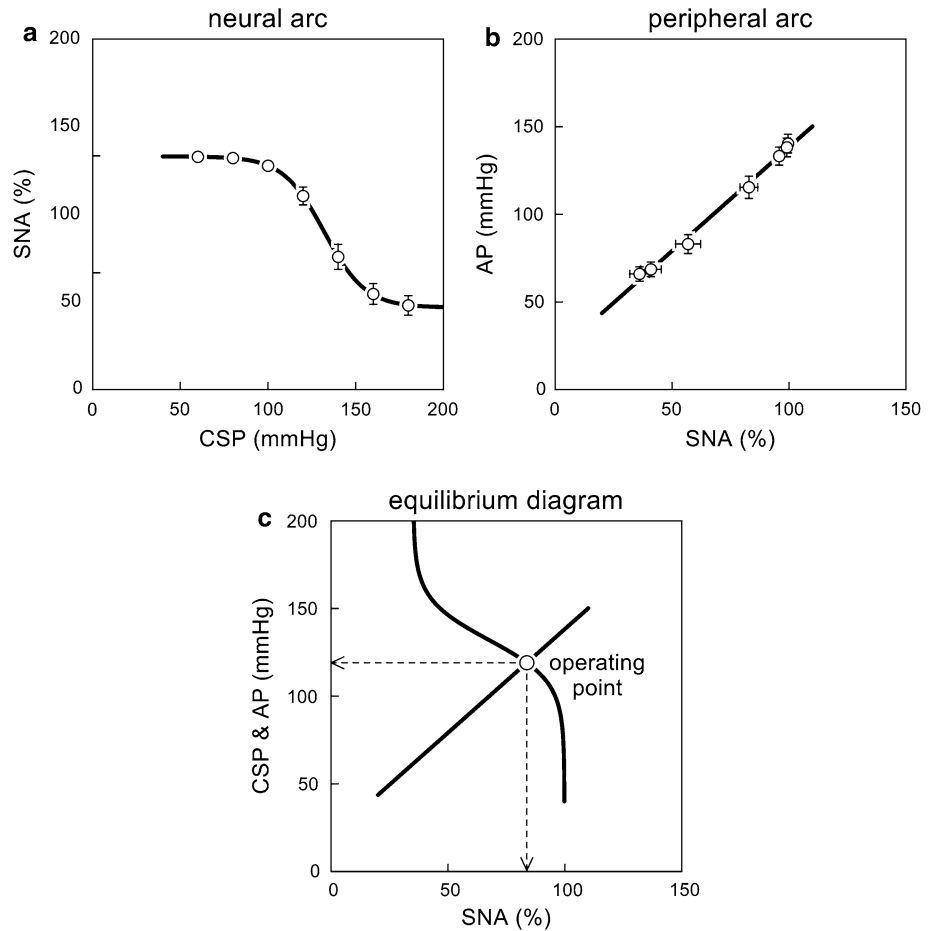 neural arc
a
200
150
100
50
0
SNA (%)
0 50 100 150 200
CSP (mmHg)
peripheral arc
b
200
150
100
50
0
AP (mmHg)
0 50 100 150
SNA (%)
equilibrium diagram
c
200
150
100
50
0
CSP & AP (mmHg)
operating
point
0 50 100 150
SNA (%)